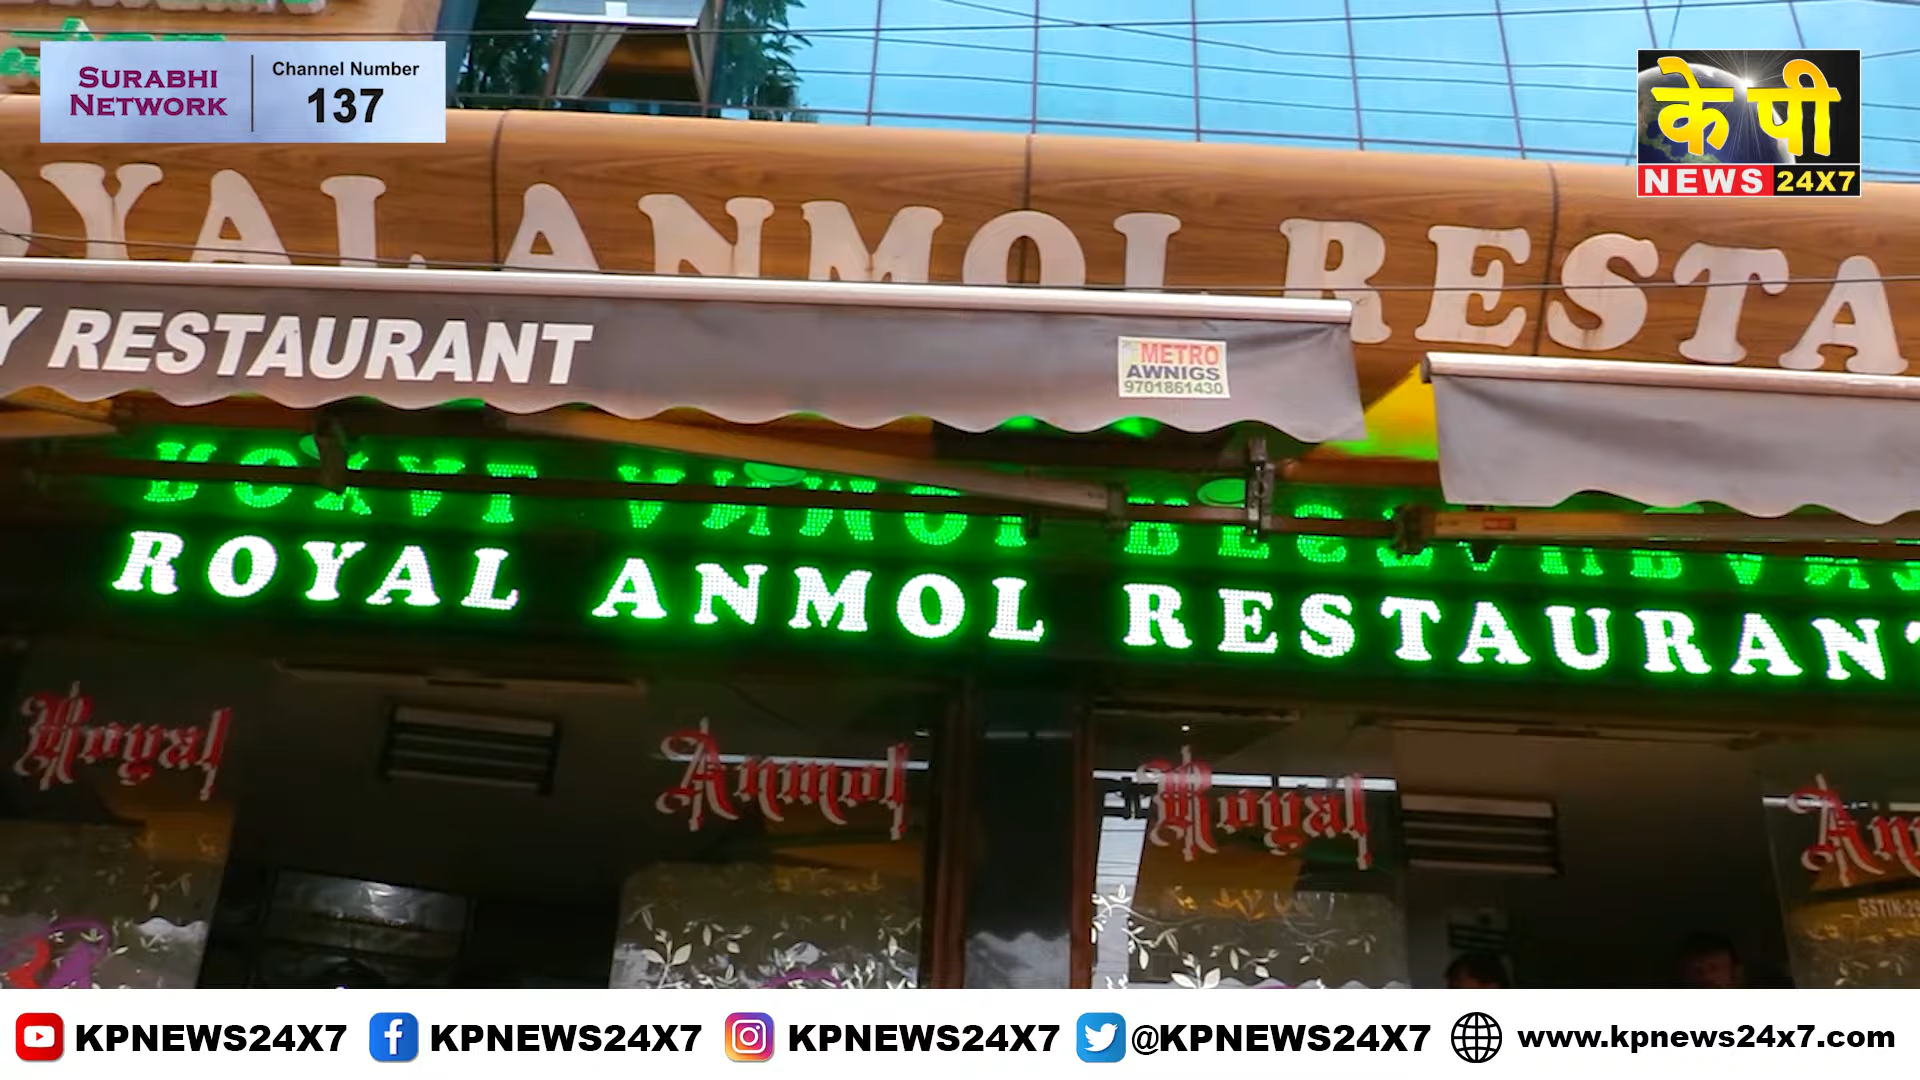 SURABHI
NETWORK
Channel Number
137
के पी
NEWS 24X7
ROYAL ANMOL RESTA
Y RESTAURANT
METRO
AWNIGS
9701861430
ROYAL ANMOL RESTAURANT
Royal Anmol Royal An
KPNEWS24X7 KPNEWS24X7 KPNEWS24X7 @KPNEWS24X7 www.kpnews24x7.com